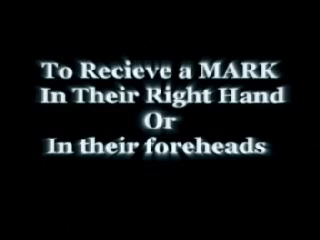 To Recieve a MARK
In Their Right Hand
Or
In their foreheads